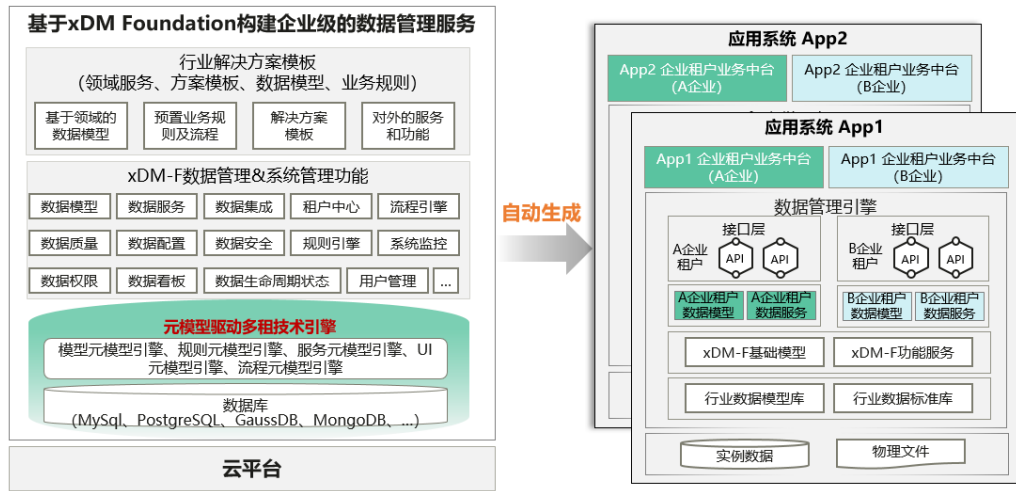 基于xDM Foundation构建企业级的数据管理服务
行业解决方案模板
（领域服务、方案模板、数据模型、业务规则）
基于领域的
数据模型
预置业务规
则及流程
解决方案
模板
对外的服务
和功能
xDM-F数据管理&系统管理功能
数据模型
数据服务
数据集成
租户中心
流程引擎
数据质量
数据配置
数据安全
规则引擎
系统监控
数据权限
数据看板
数据生命周期状态
用户管理
...
元模型驱动多租技术引擎
模型元模型引擎、规则元模型引擎、服务元模型引擎、UI
元模型引擎、流程元模型引擎
数据库
（MySql、PostgreSQL、GaussDB、MongoDB、...）
云平台
自动生成
应用系统 App2
App2 企业租户业务中台
(A企业)
App2 企业租户业务中台
(B企业)
应用系统 App1
App1 企业租户业务中台
(A企业)
App1 企业租户业务中台
(B企业)
数据管理引擎
接口层
A企业
租户
API
API
接口层
B企业
租户
API
API
A企业租户
数据模型
A企业租户
数据服务
B企业租户
数据模型
B企业租户
数据服务
xDM-F基础模型
xDM-F功能服务
行业数据模型库
行业数据标准库
实例数据
物理文件